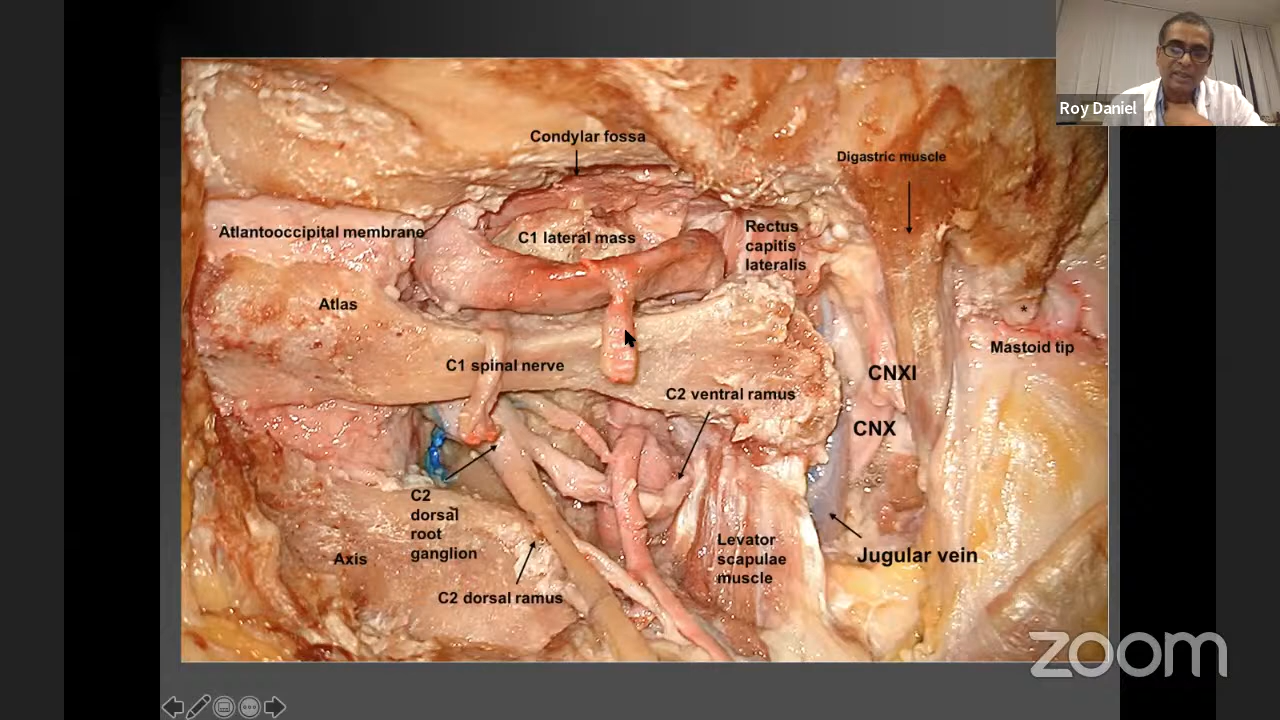 Roy Daniel
Condylar fossa
Digastric muscle
Atlantooccipital membrane
C1 lateral mass
Rectus
capitis
lateralis
Atlas
*
Mastoid tip
C1 spinal nerve
CNXI
C2 ventral ramus
CNX
C2
dorsal
root
ganglion
Axis
Levator
scapulae
muscle
Jugular vein
C2 dorsal ramus
zoom